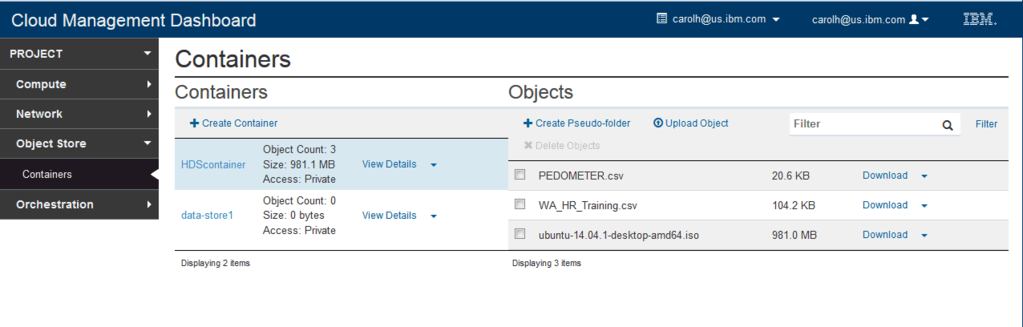 Cloud Management Dashboard
carolh@us.ibm.com
carolh@us.ibm.com
IBM.
PROJECT
Compute
Network
Object Store
Containers
Orchestration
Containers
Containers
Create Container
HDScontainer
Object Count: 3
Size: 981.1 MB
Access: Private
View Details
data-store1
Object Count: 0
Size: 0 bytes
Access: Private
View Details
Displaying 2 items
Objects
Create Pseudo-folder
Upload Object
Filter
Filter
Delete Objects
PEDOMETER.csv 20.6 KB Download
WA_HR_Training.csv 104.2 KB Download
ubuntu-14.04.1-desktop-amd64.iso 981.0 MB Download
Displaying 3 items